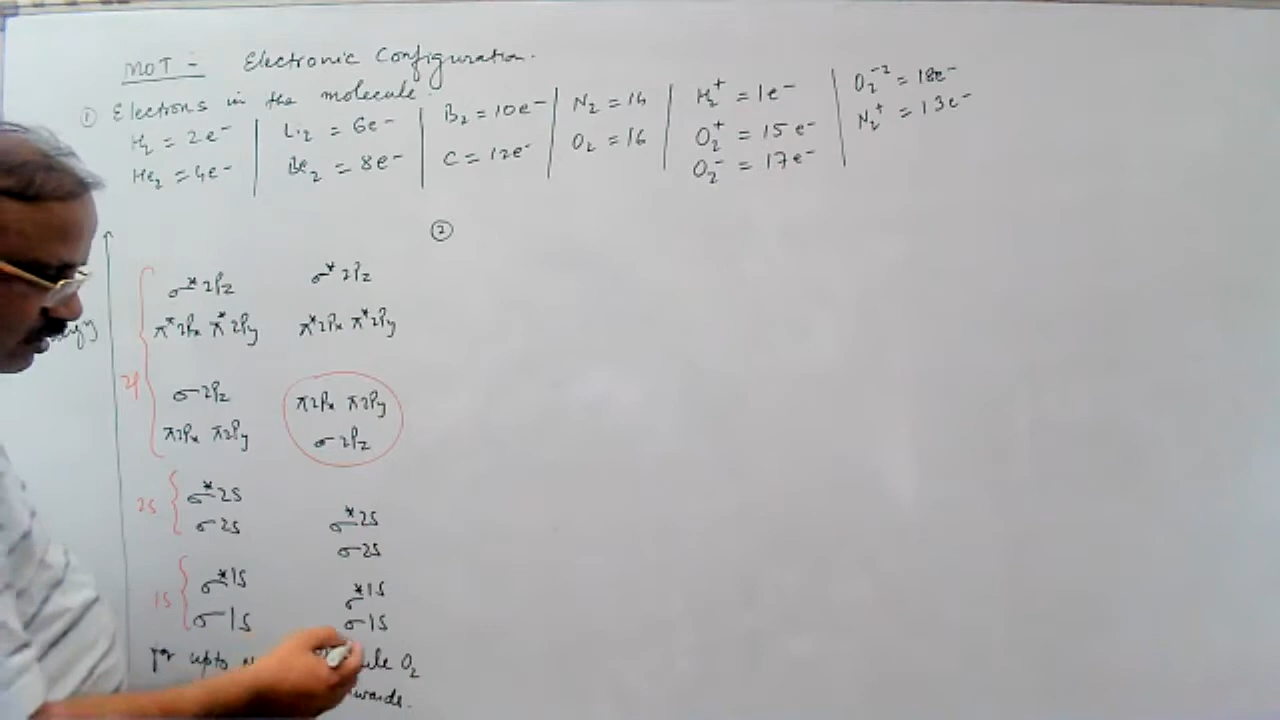 MOT :- Electronic Configuration.
① Electrons in the molecule.
H₂ = 2e⁻
He₂ = 4e⁻
Li₂ = 6e⁻
Be₂ = 8e⁻
B₂ = 10e⁻
C = 12e⁻
N₂ = 14
O₂ = 16
H₂⁺ = 1e⁻
O₂⁺ = 15e⁻
O₂⁻ = 17e⁻
O₂⁻² = 18e⁻
N₂⁺ = 13e⁻
②
σ*2Pz
π*2Px π*2Py
σ2Pz
π2Px π2Py
2P
σ*2S
σ2S
2S
σ*1S
σ1S
1S
for upto
σ*2Pz
π*2Px π*2Py
π2Px π2Py
σ2Pz
σ*2S
σ2S
σ*1S
σ1S
O₂